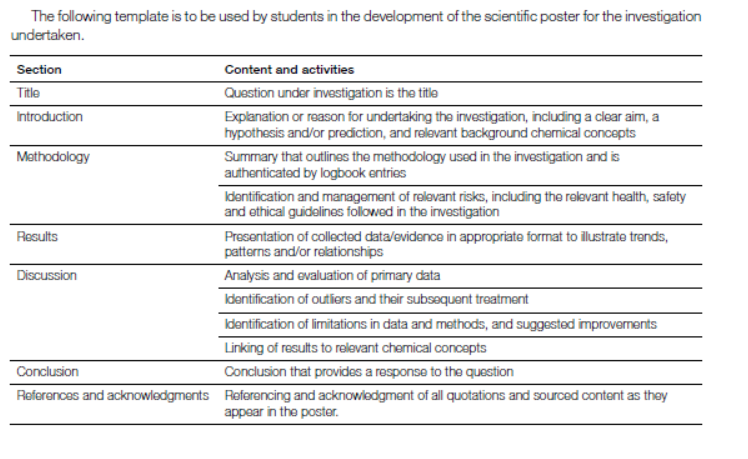 The following template is to be used by students in the development of the scientific poster for the investigation
undertaken.
Section Content and activities
Title Question under investigation is the title
Introduction Explanation or reason for undertaking the investigation, including a clear aim, a
hypothesis and/or prediction, and relevant background chemical concepts
Methodology Summary that outlines the methodology used in the investigation and is
authenticated by logbook entries
Identification and management of relevant risks, including the relevant health, safety
and ethical guidelines followed in the investigation
Results Presentation of collected data/evidence in appropriate format to illustrate trends,
patterns and/or relationships
Discussion Analysis and evaluation of primary data
Identification of outliers and their subsequent treatment
Identification of limitations in data and methods, and suggested improvements
Linking of results to relevant chemical concepts
Conclusion Conclusion that provides a response to the question
References and acknowledgments Referencing and acknowledgment of all quotations and sourced content as they
appear in the poster.